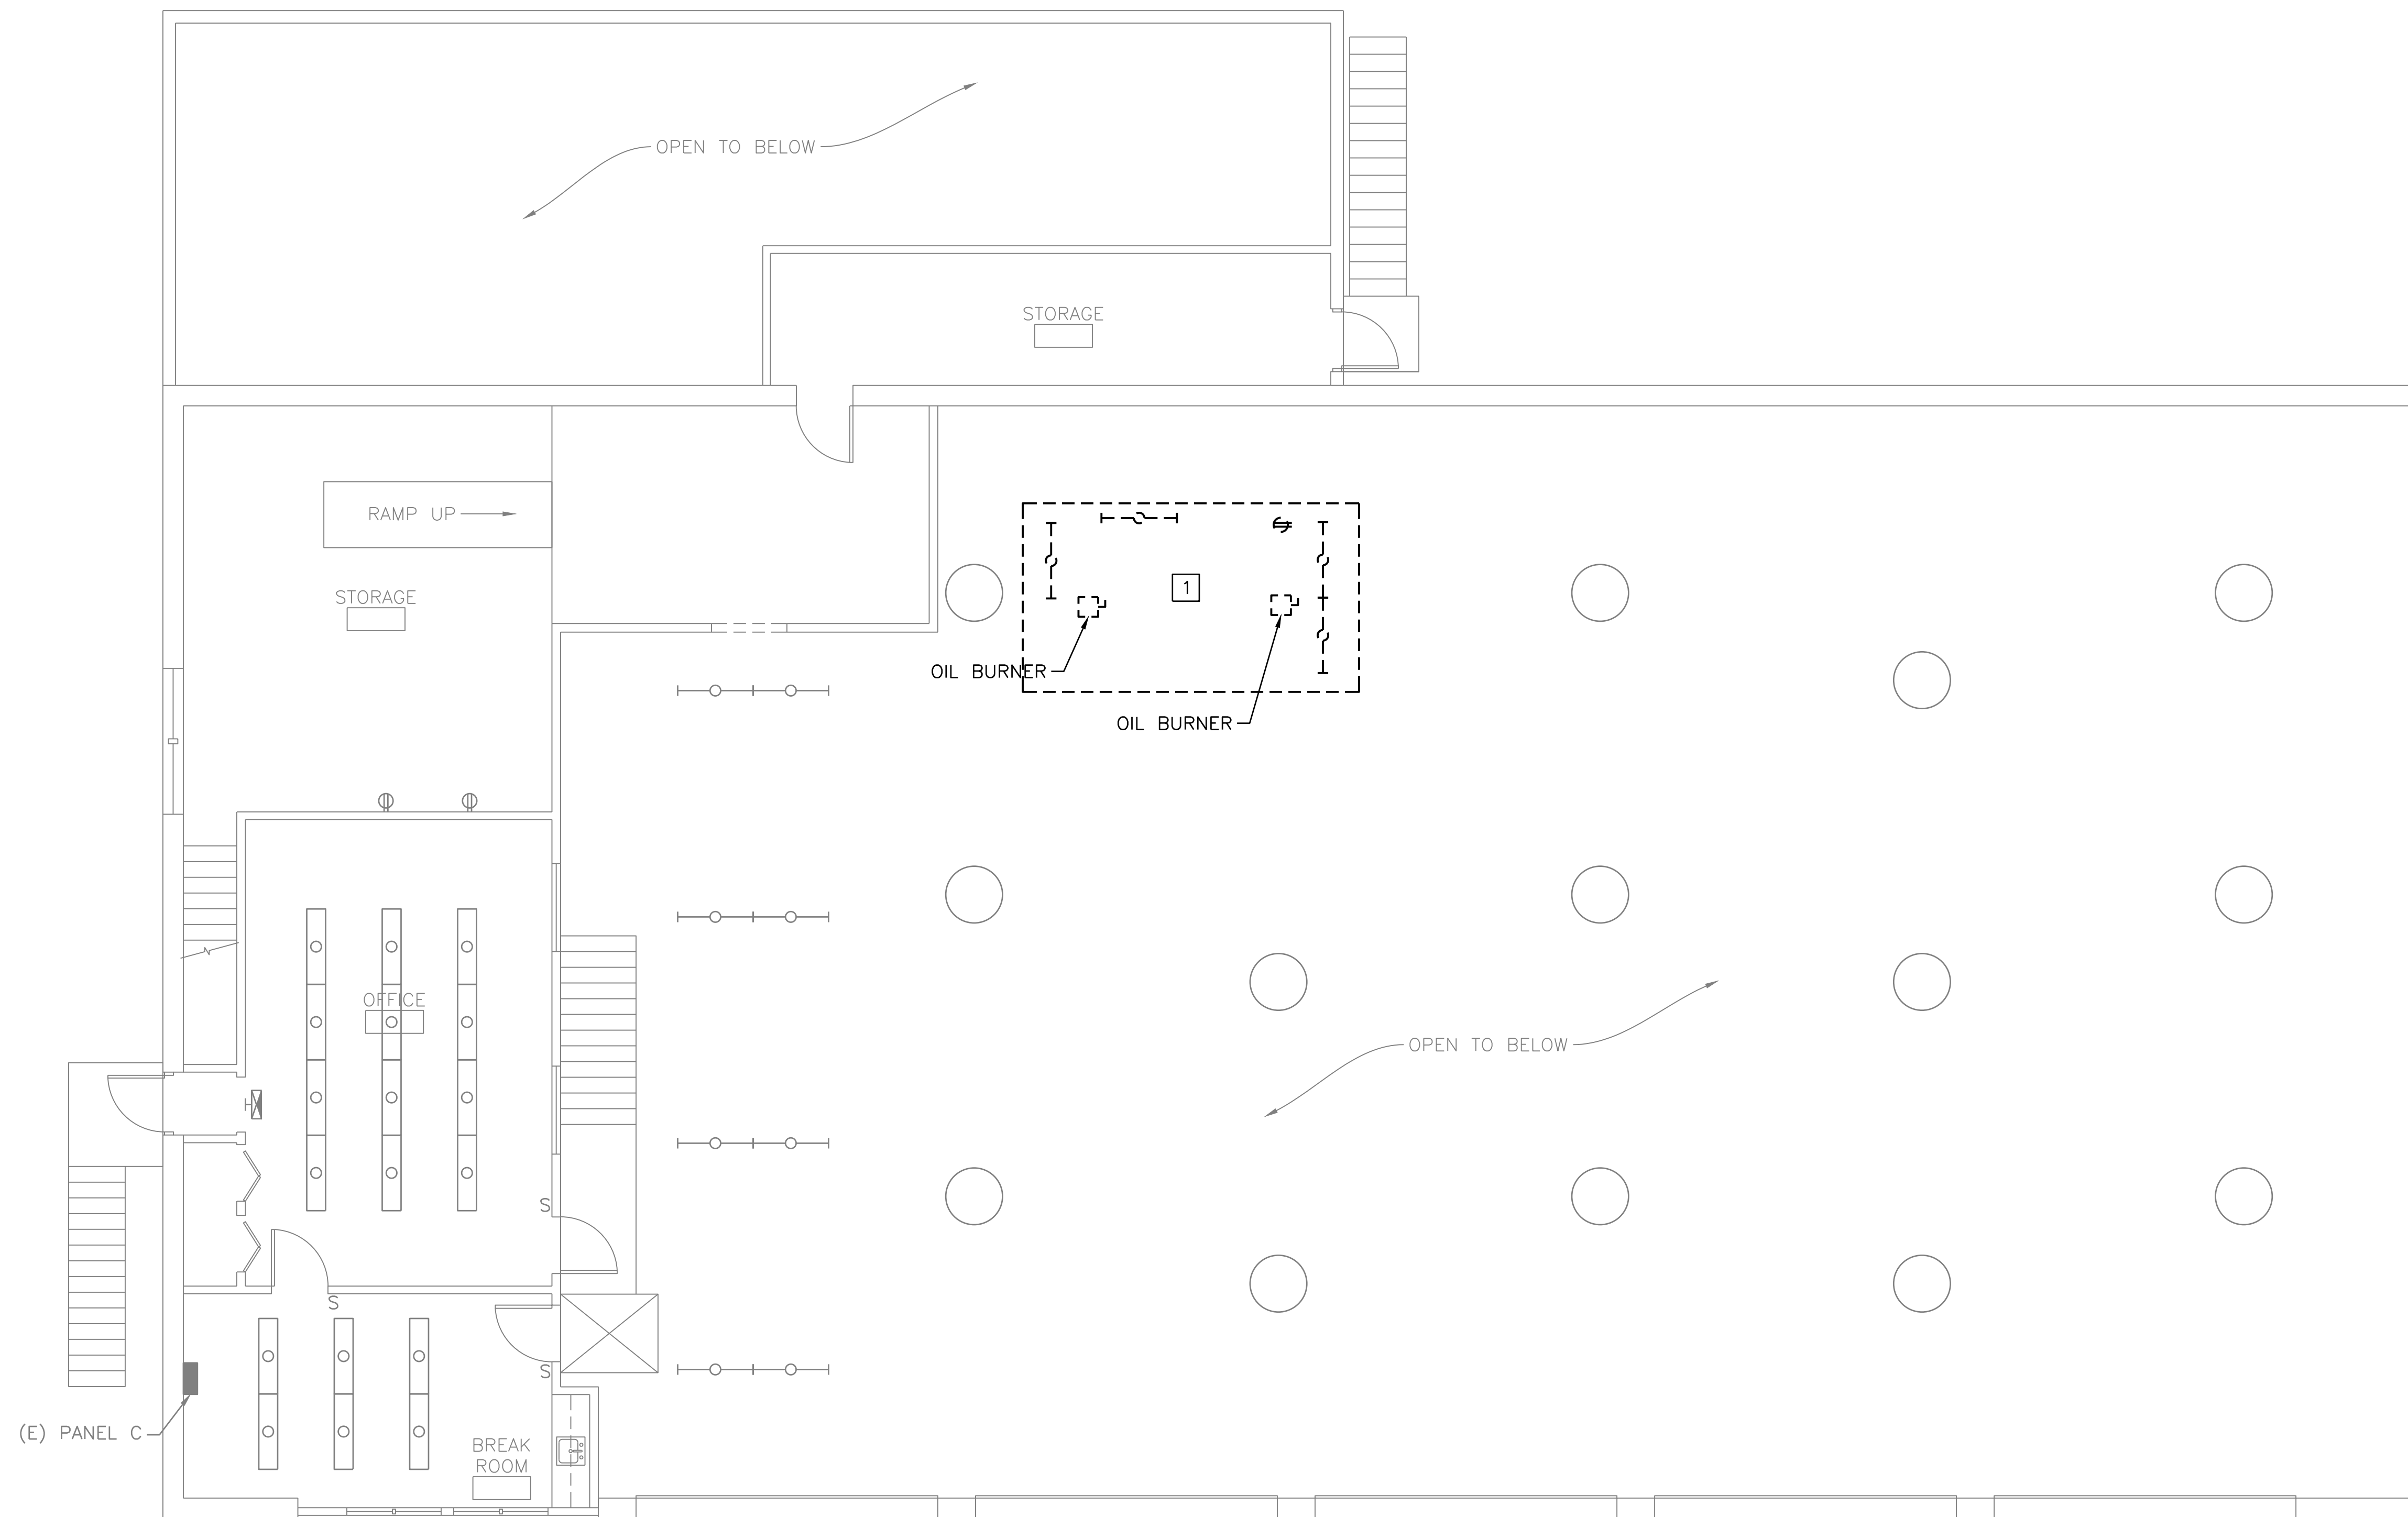 OPEN TO BELOW
STORAGE
RAMP UP
STORAGE
1
OIL BURNER
OIL BURNER
OFFICE
OPEN TO BELOW
S
S
S
(E) PANEL C
BREAK
ROOM